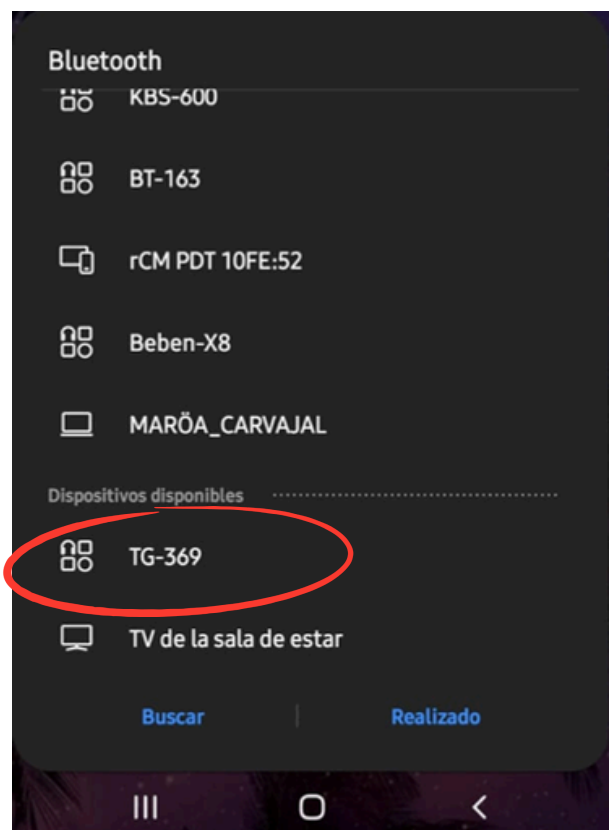 Bluetooth
KBS-600
BT-163
rCM PDT 10FE:52
Beben-X8
MARÖA_CARVAJAL
Dispositivos disponibles
TG-369
TV de la sala de estar
Buscar
Realizado